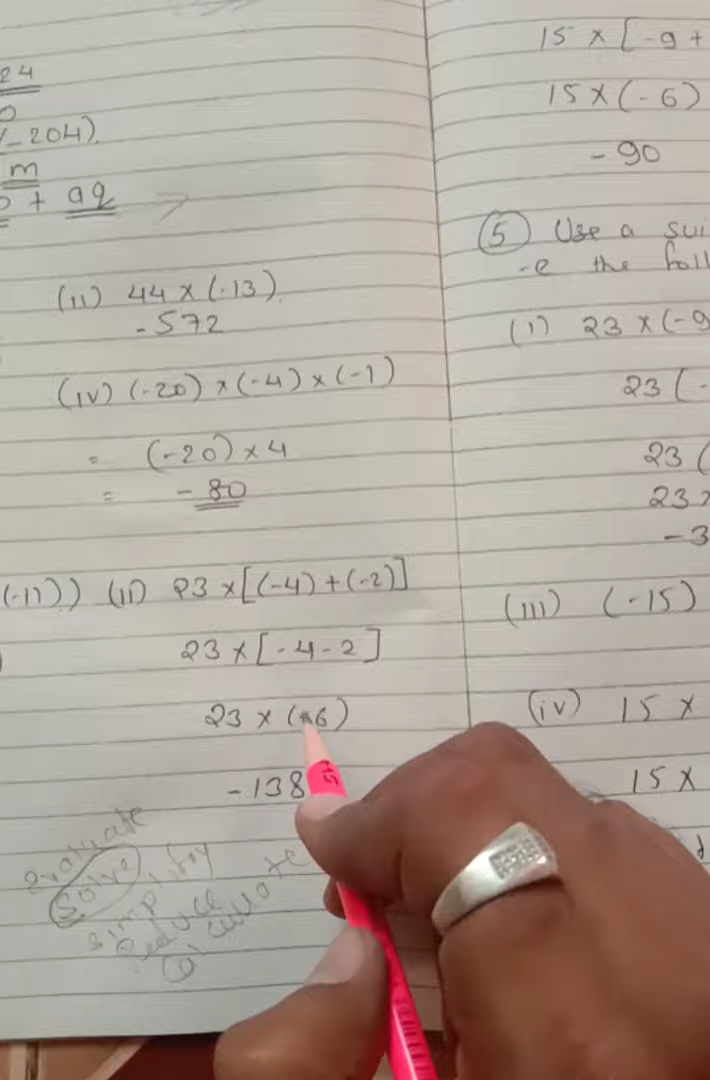 24
0
(-204).
m
+ aq
(ii) 44 × (-13).
-572
(iv) (-20) × (-4) × (-1)
= (-20) × 4
= -80
(-11)) (ii) 23 × [(-4) + (-2)]
23 × [-4 - 2]
23 × (-6)
-138
evaluate
Solve
simplify
Reduce
Calculate
15 × [-9 +
15 × (-6)
-90
(5) Use a sui
-e the foll
(i) 23 × (-9
23 (-
23 (
23 ×
-3
(iii) (-15)
(iv) 15 ×
15 ×